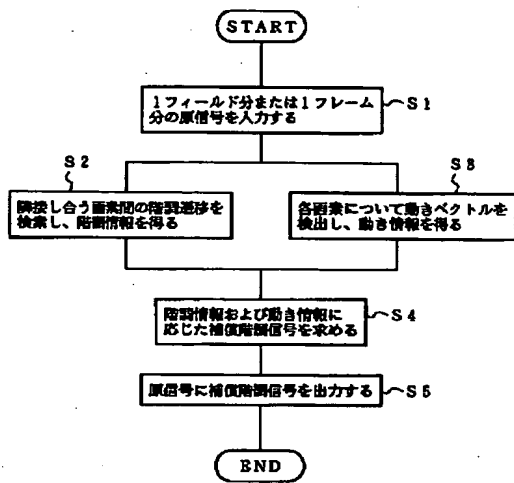 START
1フィールド分または1フレーム
分の原信号を入力する
S1
S2
隣接し合う画素間の階調遷移を
検索し、階調情報を得る
S3
各画素について動きベクトルを
検出し、動き情報を得る
階調情報および動き情報に
応じた補償階調信号を求める
S4
原信号に補償階調信号を出力する
S5
END